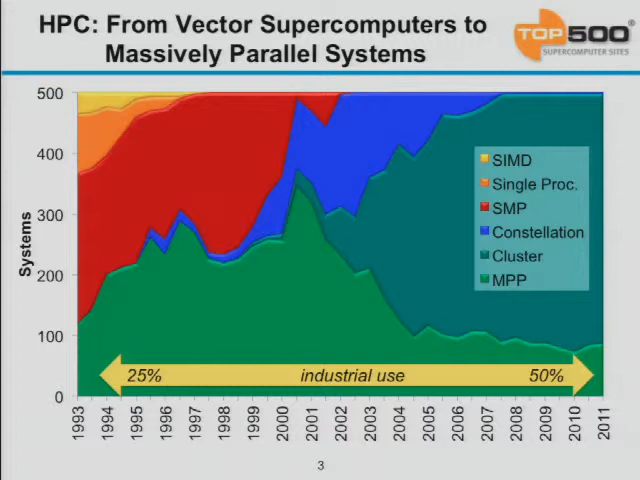 HPC: From Vector Supercomputers to
Massively Parallel Systems
TOP500
SUPERCOMPUTER SITES
500
400
300
200
100
0
Systems
SIMD
Single Proc.
SMP
Constellation
Cluster
MPP
25% industrial use 50%
1993 1994 1995 1996 1997 1998 1999 2000 2001 2002 2003 2004 2005 2006 2007 2008 2009 2010 2011
3